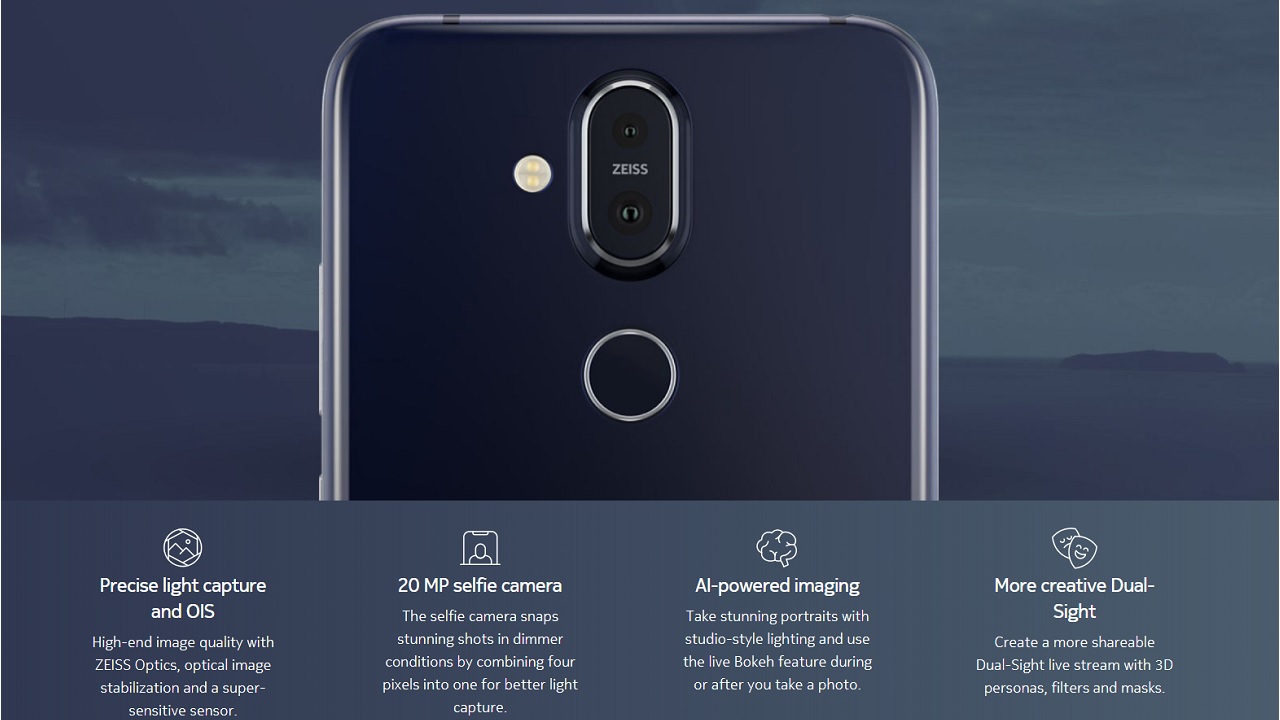 ZEISS
Precise light capture
and OIS
High-end image quality with
ZEISS Optics, optical image
stabilization and a super-
sensitive sensor.
20 MP selfie camera
The selfie camera snaps
stunning shots in dimmer
conditions by combining four
pixels into one for better light
capture.
AI-powered imaging
Take stunning portraits with
studio-style lighting and use
the live Bokeh feature during
or after you take a photo.
More creative Dual-
Sight
Create a more shareable
Dual-Sight live stream with 3D
personas, filters and masks.